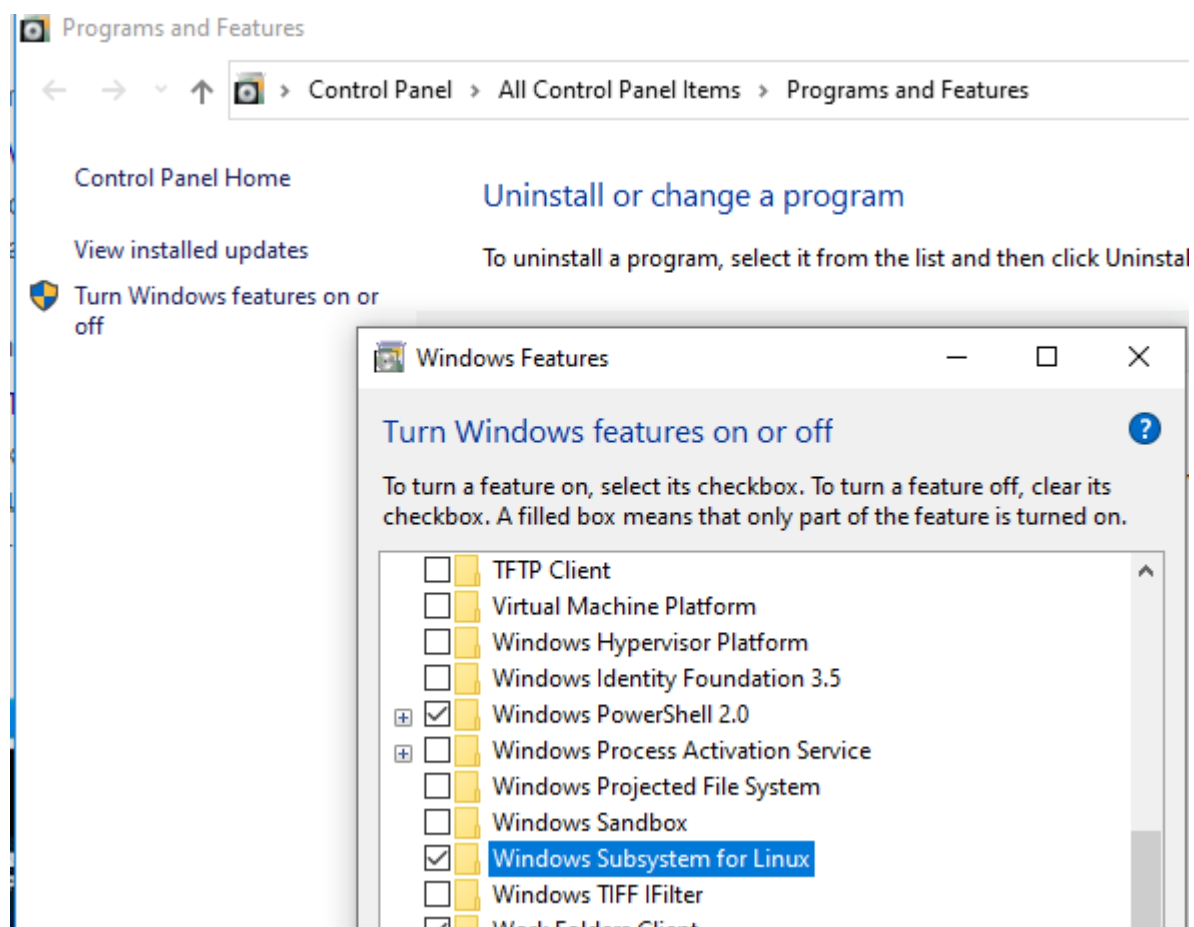 Programs and Features
Control Panel > All Control Panel Items > Programs and Features
Control Panel Home
Uninstall or change a program
View installed updates
To uninstall a program, select it from the list and then click Uninstal
Turn Windows features on or
off
Windows Features
Turn Windows features on or off
To turn a feature on, select its checkbox. To turn a feature off, clear its
checkbox. A filled box means that only part of the feature is turned on.
TFTP Client
Virtual Machine Platform
Windows Hypervisor Platform
Windows Identity Foundation 3.5
Windows PowerShell 2.0
Windows Process Activation Service
Windows Projected File System
Windows Sandbox
Windows Subsystem for Linux
Windows TIFF IFilter
Work Folders Client